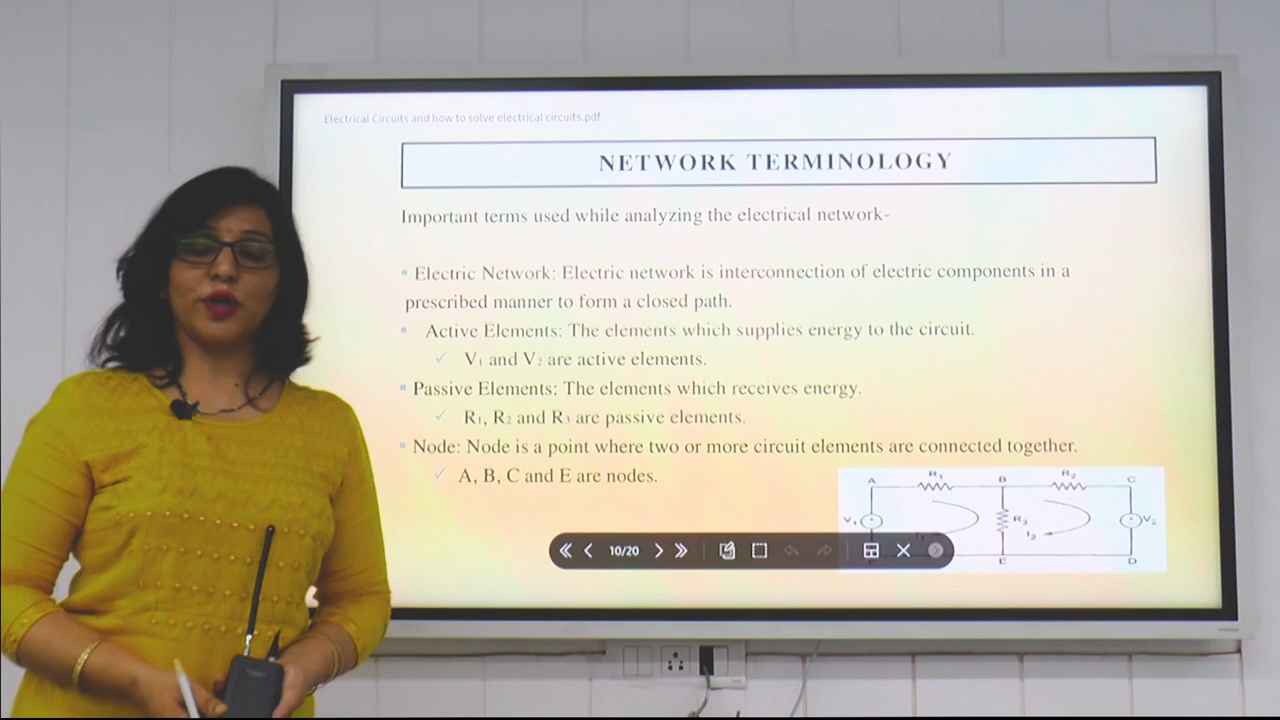 Electrical Circuits and how to solve electrical circuits.pdf
NETWORK TERMINOLOGY
Important terms used while analyzing the electrical network-
Electric Network: Electric network is interconnection of electric components in a
prescribed manner to form a closed path.
Active Elements: The elements which supplies energy to the circuit.
V₁ and V₂ are active elements.
Passive Elements: The elements which receives energy.
R₁, R₂ and R₃ are passive elements.
Node: Node is a point where two or more circuit elements are connected together.
A, B, C and E are nodes.
A R₁ B R₂ C
V₁ R₃ V₂
I₂
10/20
E D